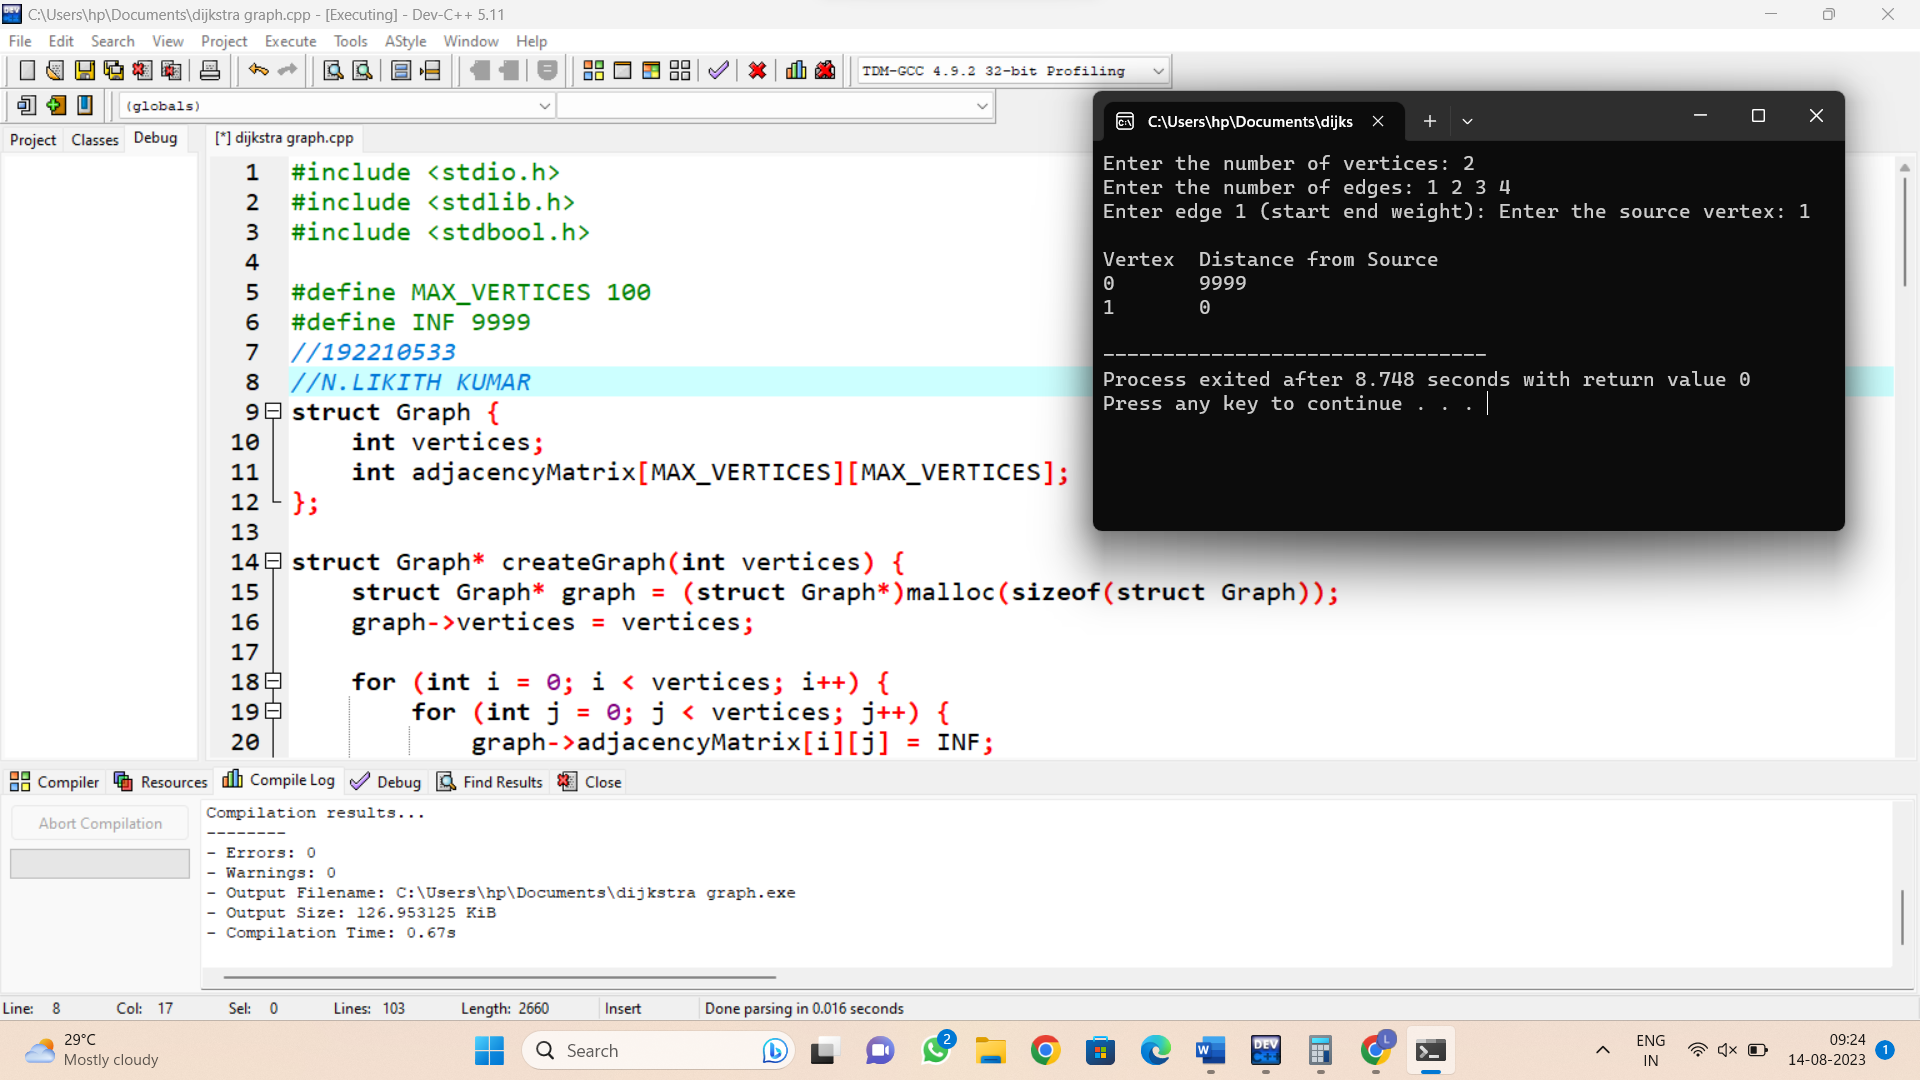 C:\Users\hp\Documents\dijkstra graph.cpp - [Executing] - Dev-C++ 5.11
File Edit Search View Project Execute Tools AStyle Window Help
TDM-GCC 4.9.2 32-bit Profiling
(globals)
Project Classes Debug
[*] dijkstra graph.cpp
1 #include <stdio.h>
2 #include <stdlib.h>
3 #include <stdbool.h>
4
5 #define MAX_VERTICES 100
6 #define INF 9999
7 //192210533
8 //N.LIKITH KUMAR
9 struct Graph {
10 int vertices;
11 int adjacencyMatrix[MAX_VERTICES][MAX_VERTICES];
12 };
13
14 struct Graph* createGraph(int vertices) {
15 struct Graph* graph = (struct Graph*)malloc(sizeof(struct Graph));
16 graph->vertices = vertices;
17
18 for (int i = 0; i < vertices; i++) {
19 for (int j = 0; j < vertices; j++) {
20 graph->adjacencyMatrix[i][j] = INF;
C:\Users\hp\Documents\dijks
Enter the number of vertices: 2
Enter the number of edges: 1 2 3 4
Enter edge 1 (start end weight): Enter the source vertex: 1
Vertex Distance from Source
0 9999
1 0
--------------------------------
Process exited after 8.748 seconds with return value 0
Press any key to continue . . .
Compiler Resources Compile Log Debug Find Results Close
Abort Compilation
Compilation results...
--------
- Errors: 0
- Warnings: 0
- Output Filename: C:\Users\hp\Documents\dijkstra graph.exe
- Output Size: 126.953125 KiB
- Compilation Time: 0.67s
Line: 8 Col: 17 Sel: 0 Lines: 103 Length: 2660 Insert Done parsing in 0.016 seconds
29°C
Mostly cloudy
Search
2
DEV
L
ENG
IN
09:24
14-08-2023
1